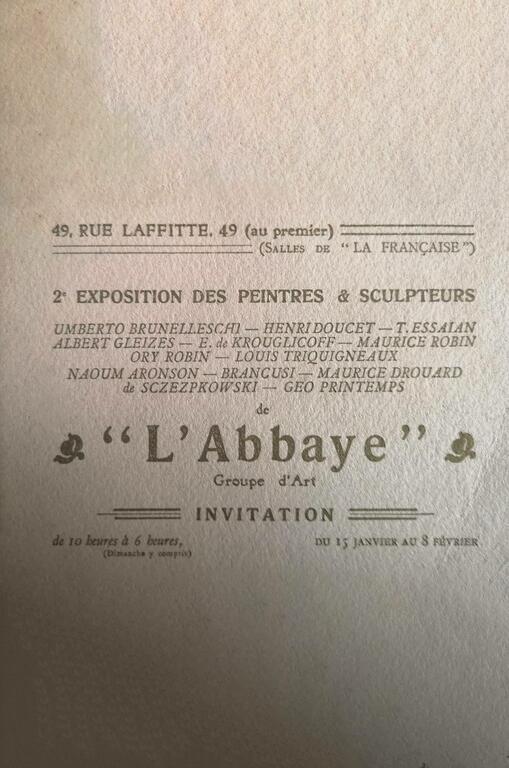 49, RUE LAFFITTE, 49 (au premier)
(SALLES DE “ LA FRANÇAISE”)
2e EXPOSITION DES PEINTRES & SCULPTEURS
UMBERTO BRUNELLESCHI — HENRI DOUCET — T. ESSAIAN
ALBERT GLEIZES — E. de KROUGLICOFF — MAURICE ROBIN
ORY ROBIN — LOUIS TRIQUIGNEAUX
NAOUM ARONSON — BRANCUSI — MAURICE DROUARD
de SCZEZPKOWSKI — GEO PRINTEMPS
de
“L'Abbaye”
Groupe d'Art
INVITATION
de 10 heures à 6 heures,
(Dimanche y compris)
DU 15 JANVIER AU 8 FÉVRIER